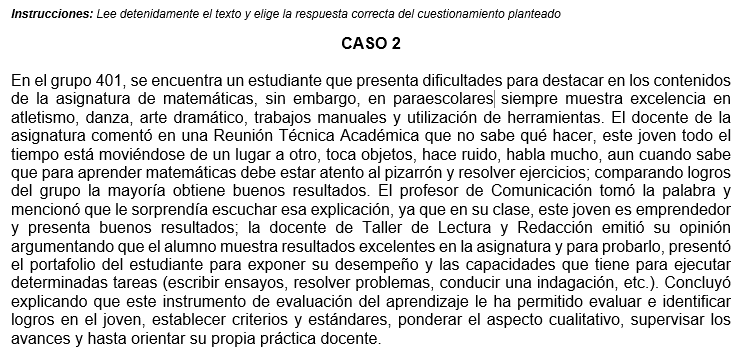 Instrucciones: Lee detenidamente el texto y elige la respuesta correcta del cuestionamiento planteado
CASO 2
En el grupo 401, se encuentra un estudiante que presenta dificultades para destacar en los contenidos
de la asignatura de matemáticas, sin embargo, en paraescolares siempre muestra excelencia en
atletismo, danza, arte dramático, trabajos manuales y utilización de herramientas. El docente de la
asignatura comentó en una Reunión Técnica Académica que no sabe qué hacer, este joven todo el
tiempo está moviéndose de un lugar a otro, toca objetos, hace ruido, habla mucho, aun cuando sabe
que para aprender matemáticas debe estar atento al pizarrón y resolver ejercicios; comparando logros
del grupo la mayoría obtiene buenos resultados. El profesor de Comunicación tomó la palabra y
mencionó que le sorprendía escuchar esa explicación, ya que en su clase, este joven es emprendedor
y presenta buenos resultados; la docente de Taller de Lectura y Redacción emitió su opinión
argumentando que el alumno muestra resultados excelentes en la asignatura y para probarlo, presentó
el portafolio del estudiante para exponer su desempeño y las capacidades que tiene para ejecutar
determinadas tareas (escribir ensayos, resolver problemas, conducir una indagación, etc.). Concluyó
explicando que este instrumento de evaluación del aprendizaje le ha permitido evaluar e identificar
logros en el joven, establecer criterios y estándares, ponderar el aspecto cualitativo, supervisar los
avances y hasta orientar su propia práctica docente.